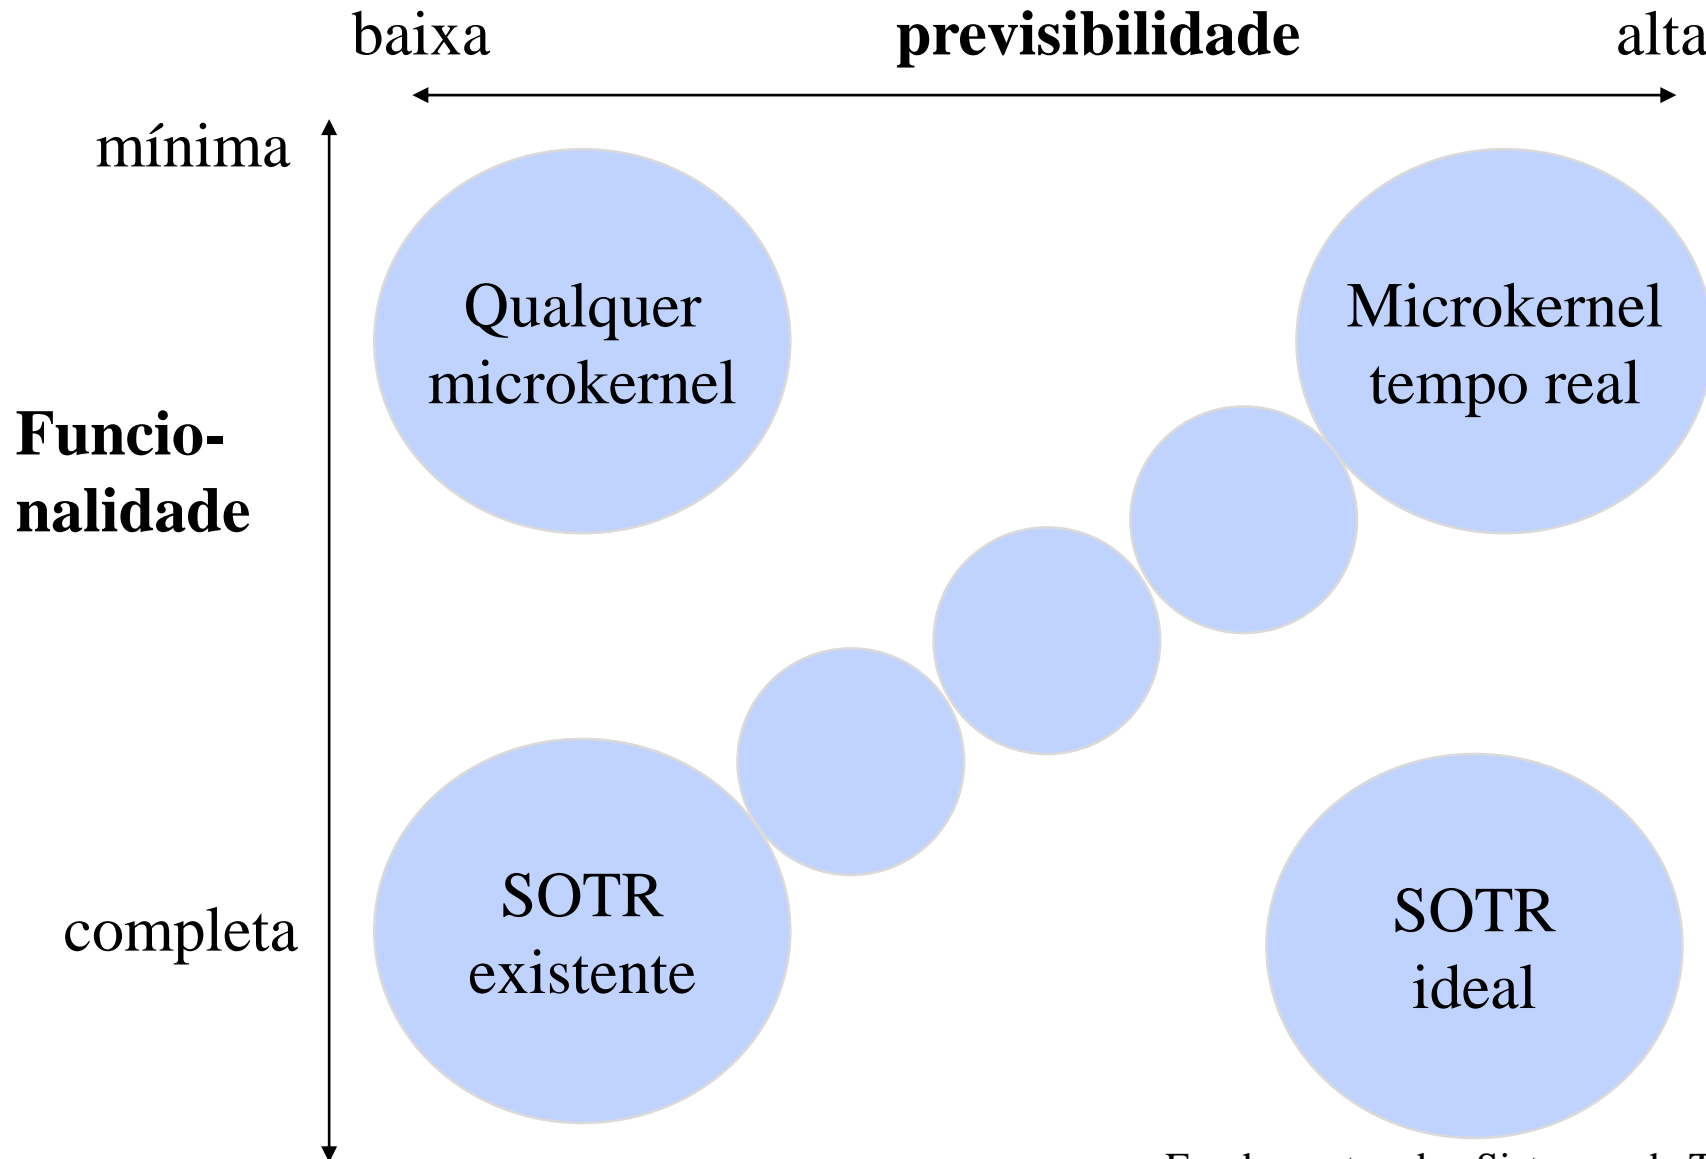 baixa previsibilidade alta
mínima
Qualquer
microkernel
Microkernel
tempo real
Funcio-
nalidade
completa
SOTR
existente
SOTR
ideal